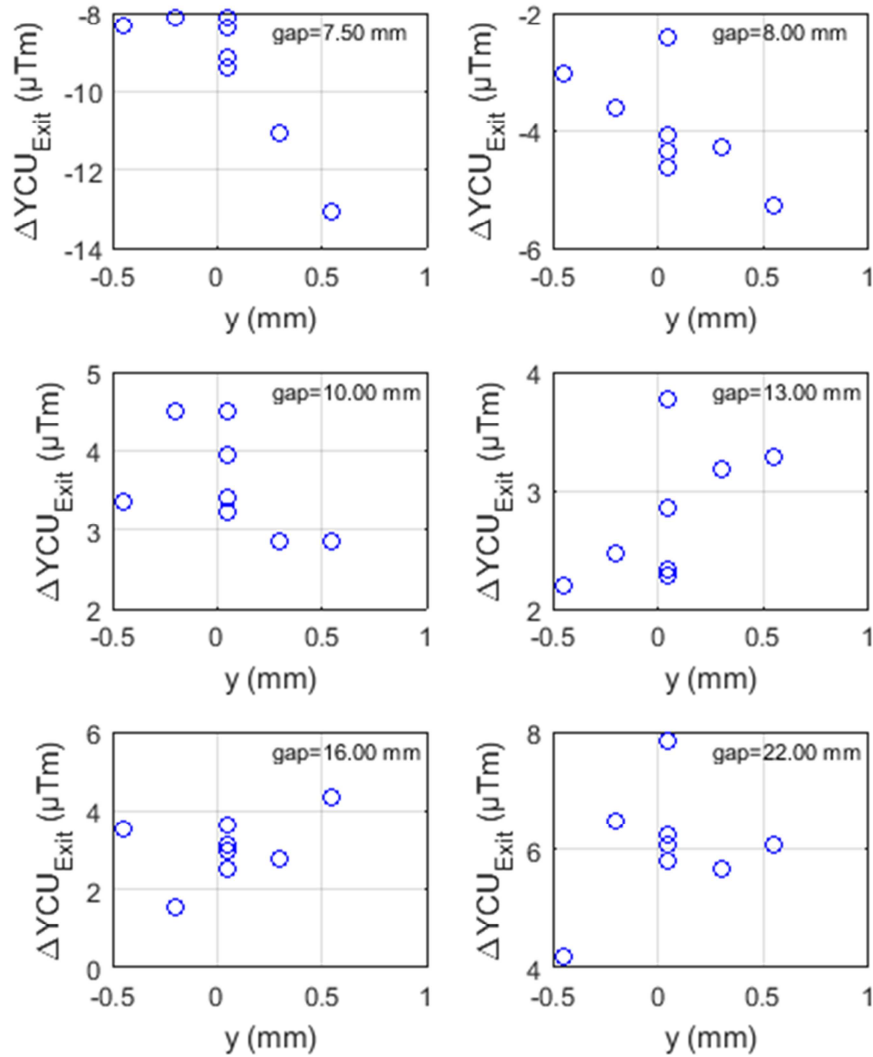 gap=7.50 mm
ΔYCU_Exit (µTm)
-8
-10
-12
-14
-0.5 0 0.5 1
y (mm)
gap=8.00 mm
ΔYCU_Exit (µTm)
-2
-4
-6
-0.5 0 0.5 1
y (mm)
gap=10.00 mm
ΔYCU_Exit (µTm)
5
4
3
2
-0.5 0 0.5 1
y (mm)
gap=13.00 mm
ΔYCU_Exit (µTm)
4
3
2
-0.5 0 0.5 1
y (mm)
gap=16.00 mm
ΔYCU_Exit (µTm)
6
4
2
0
-0.5 0 0.5 1
y (mm)
gap=22.00 mm
ΔYCU_Exit (µTm)
8
6
4
-0.5 0 0.5 1
y (mm)